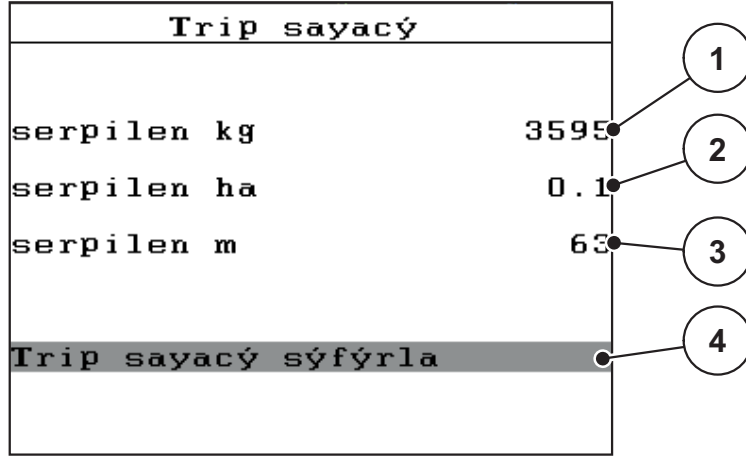 Trip sayacý
serpilen kg 3595
serpilen ha 0.1
serpilen m 63
Trip sayacý sýfýrla
1
2
3
4